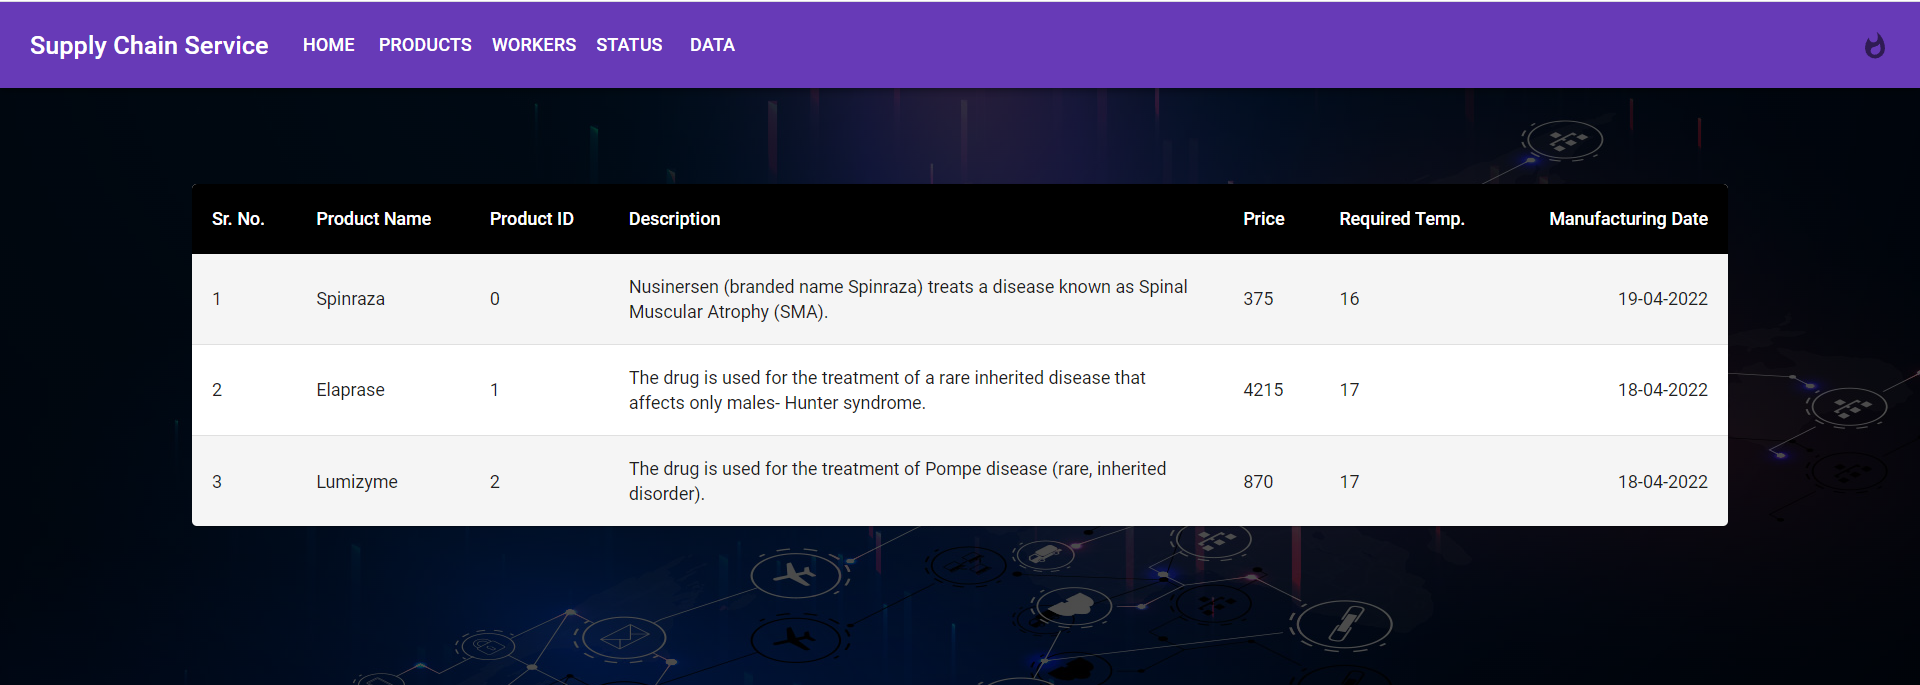 Supply Chain Service HOME PRODUCTS WORKERS STATUS DATA
Sr. No. Product Name Product ID Description Price Required Temp. Manufacturing Date
1 Spinraza 0 Nusinersen (branded name Spinraza) treats a disease known as Spinal
Muscular Atrophy (SMA). 375 16 19-04-2022
2 Elaprase 1 The drug is used for the treatment of a rare inherited disease that
affects only males- Hunter syndrome. 4215 17 18-04-2022
3 Lumizyme 2 The drug is used for the treatment of Pompe disease (rare, inherited
disorder). 870 17 18-04-2022